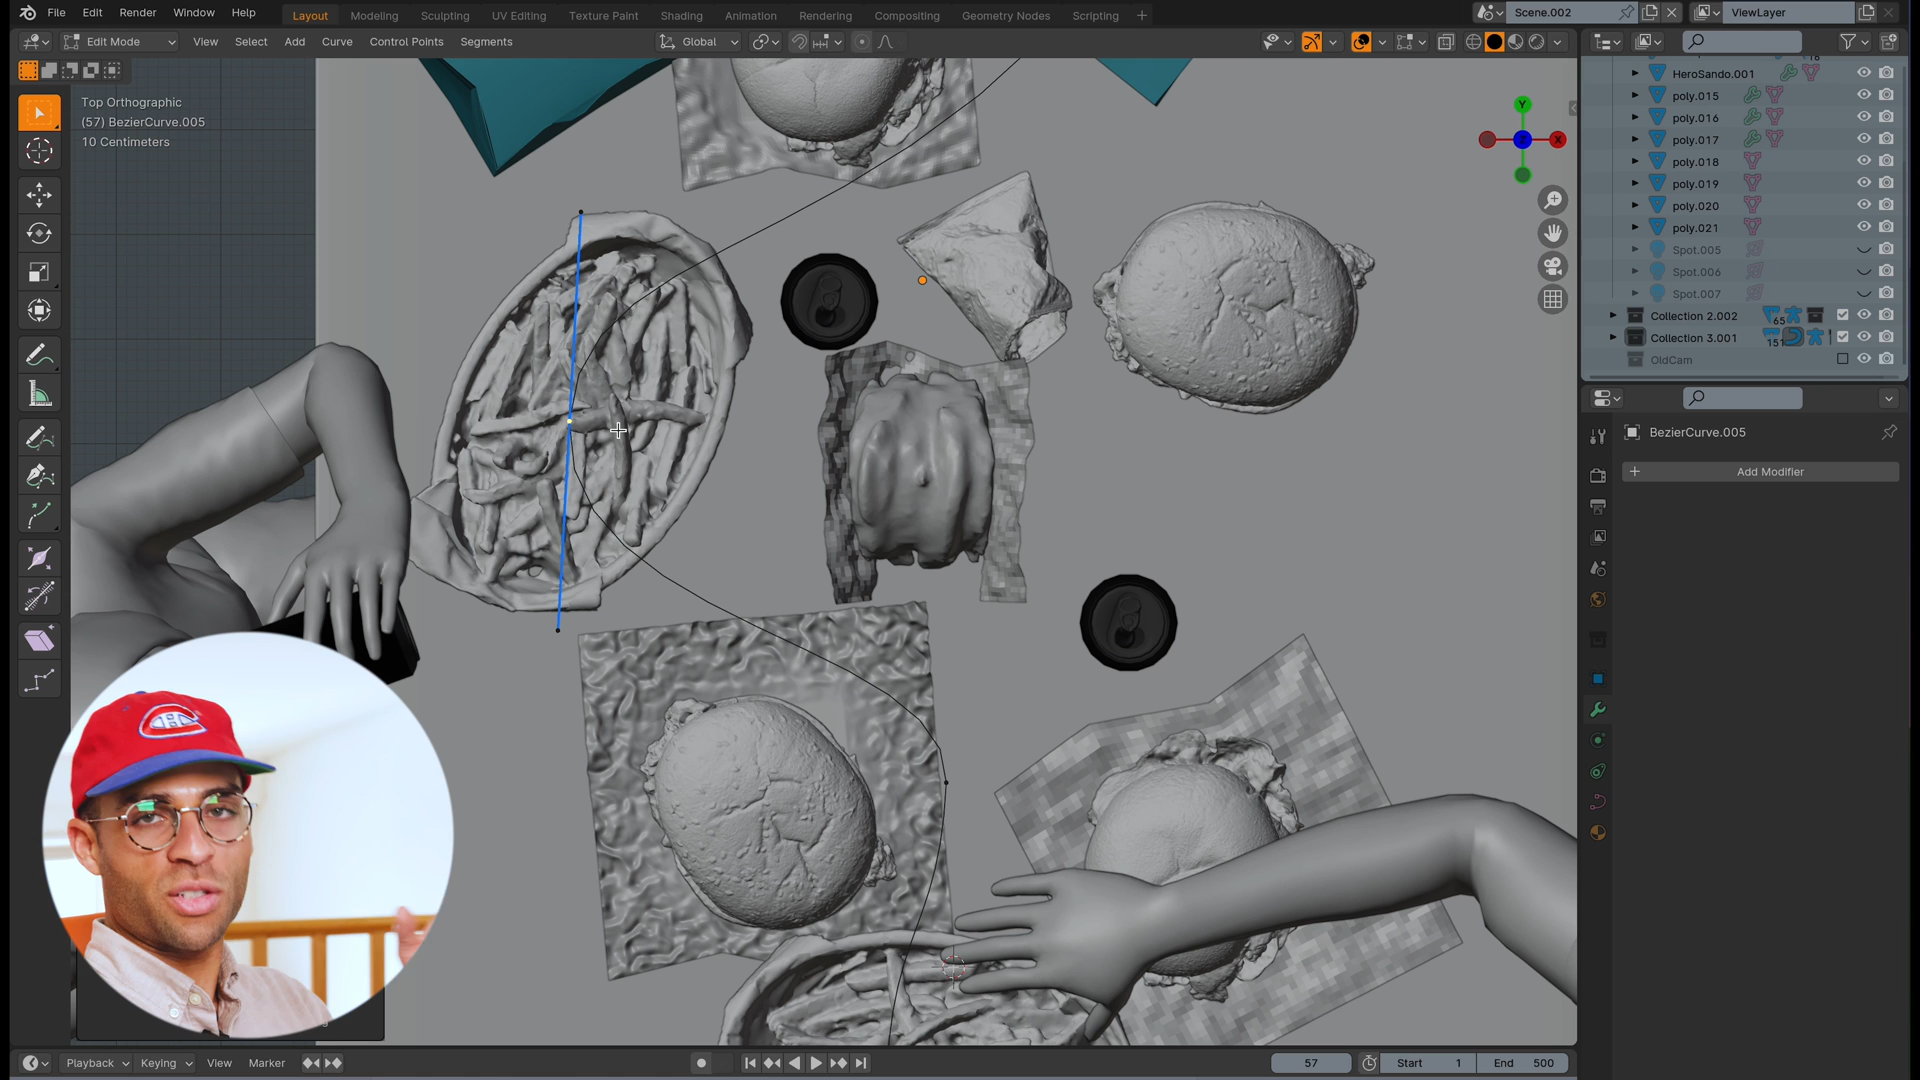 File Edit Render Window Help
Layout Modeling Sculpting UV Editing Texture Paint Shading Animation Rendering Compositing Geometry Nodes Scripting
Scene.002
ViewLayer
Edit Mode View Select Add Curve Control Points Segments
Global
Top Orthographic
(57) BezierCurve.005
10 Centimeters
Y
Z
X
HeroSando.001
poly.015
poly.016
poly.017
poly.018
poly.019
poly.020
poly.021
Spot.005
Spot.006
Spot.007
Collection 2.002
65
Collection 3.001
151
OldCam
BezierCurve.005
Add Modifier
Playback Keying View Marker
57
Start 1
End 500